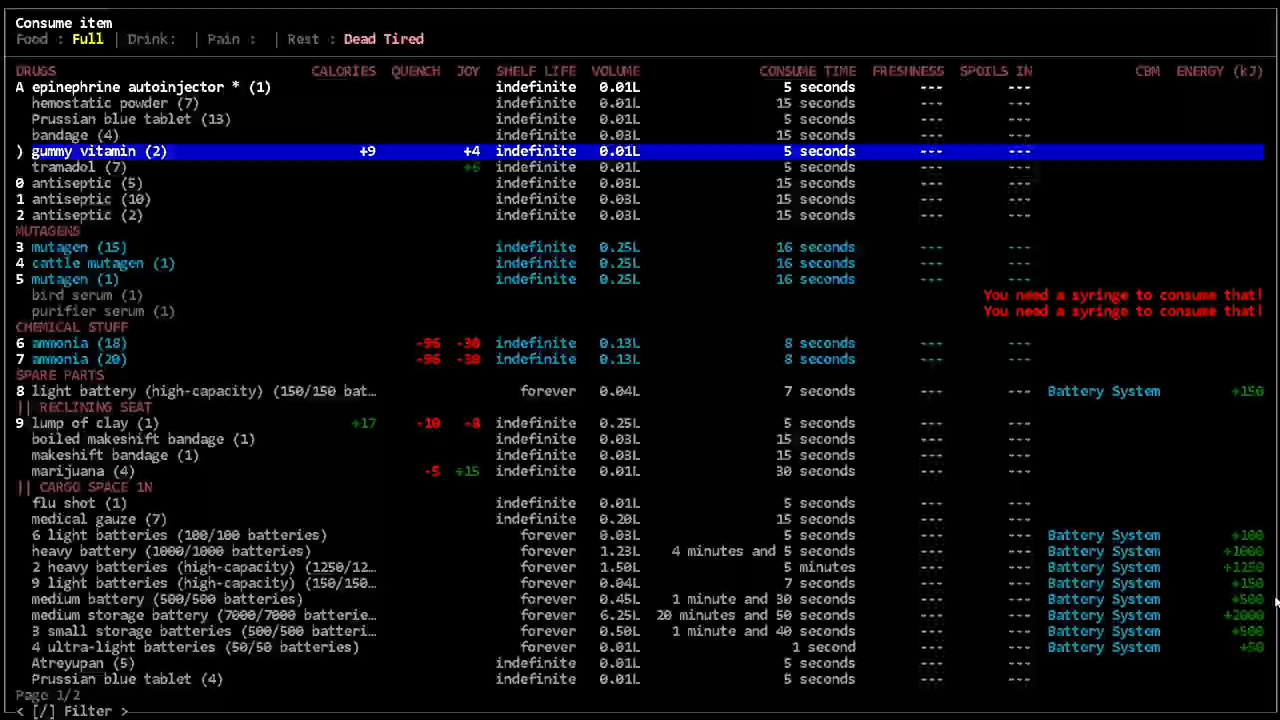 Consume item
Food : Full | Drink: | Pain : | Rest : Dead Tired
DRUGS CALORIES QUENCH JOY SHELF LIFE VOLUME CONSUME TIME FRESHNESS SPOILS IN CBM ENERGY (kJ)
A epinephrine autoinjector * (1) indefinite 0.01L 5 seconds --- ---
hemostatic powder (7) indefinite 0.01L 15 seconds --- ---
Prussian blue tablet (13) indefinite 0.01L 5 seconds --- ---
bandage (4) indefinite 0.03L 15 seconds --- ---
) gummy vitamin (2) +9 +4 indefinite 0.01L 5 seconds --- ---
tramadol (7) +6 indefinite 0.01L 5 seconds --- ---
0 antiseptic (5) indefinite 0.03L 15 seconds --- ---
1 antiseptic (10) indefinite 0.03L 15 seconds --- ---
2 antiseptic (2) indefinite 0.03L 15 seconds --- ---
MUTAGENS
3 mutagen (15) indefinite 0.25L 16 seconds --- ---
4 cattle mutagen (1) indefinite 0.25L 16 seconds --- ---
5 mutagen (1) indefinite 0.25L 16 seconds --- ---
bird serum (1) You need a syringe to consume that!
purifier serum (1) You need a syringe to consume that!
CHEMICAL STUFF
6 ammonia (18) -96 -30 indefinite 0.13L 8 seconds --- ---
7 ammonia (20) -96 -30 indefinite 0.13L 8 seconds --- ---
SPARE PARTS
8 light battery (high-capacity) (150/150 bat… forever 0.04L 7 seconds --- --- Battery System +150
|| RECLINING SEAT
9 lump of clay (1) +17 -10 -8 indefinite 0.25L 5 seconds --- ---
boiled makeshift bandage (1) indefinite 0.03L 15 seconds --- ---
makeshift bandage (1) indefinite 0.03L 15 seconds --- ---
marijuana (4) -5 +15 indefinite 0.01L 30 seconds --- ---
|| CARGO SPACE 1N
flu shot (1) indefinite 0.01L 5 seconds --- ---
medical gauze (7) indefinite 0.20L 15 seconds --- ---
6 light batteries (100/100 batteries) forever 0.03L 5 seconds --- --- Battery System +100
heavy battery (1000/1000 batteries) forever 1.23L 4 minutes and 5 seconds --- --- Battery System +1000
2 heavy batteries (high-capacity) (1250/12… forever 1.50L 5 minutes --- --- Battery System +1250
9 light batteries (high-capacity) (150/150… forever 0.04L 7 seconds --- --- Battery System +150
medium battery (500/500 batteries) forever 0.45L 1 minute and 30 seconds --- --- Battery System +500
medium storage battery (7000/7000 batterie… forever 6.25L 20 minutes and 50 seconds --- --- Battery System +2000
3 small storage batteries (500/500 batteri… forever 0.50L 1 minute and 40 seconds --- --- Battery System +500
4 ultra-light batteries (50/50 batteries) forever 0.01L 1 second --- --- Battery System +50
Atreyupan (5) indefinite 0.01L 5 seconds --- ---
Prussian blue tablet (4) indefinite 0.01L 5 seconds --- ---
Page 1/2
< [/] Filter >